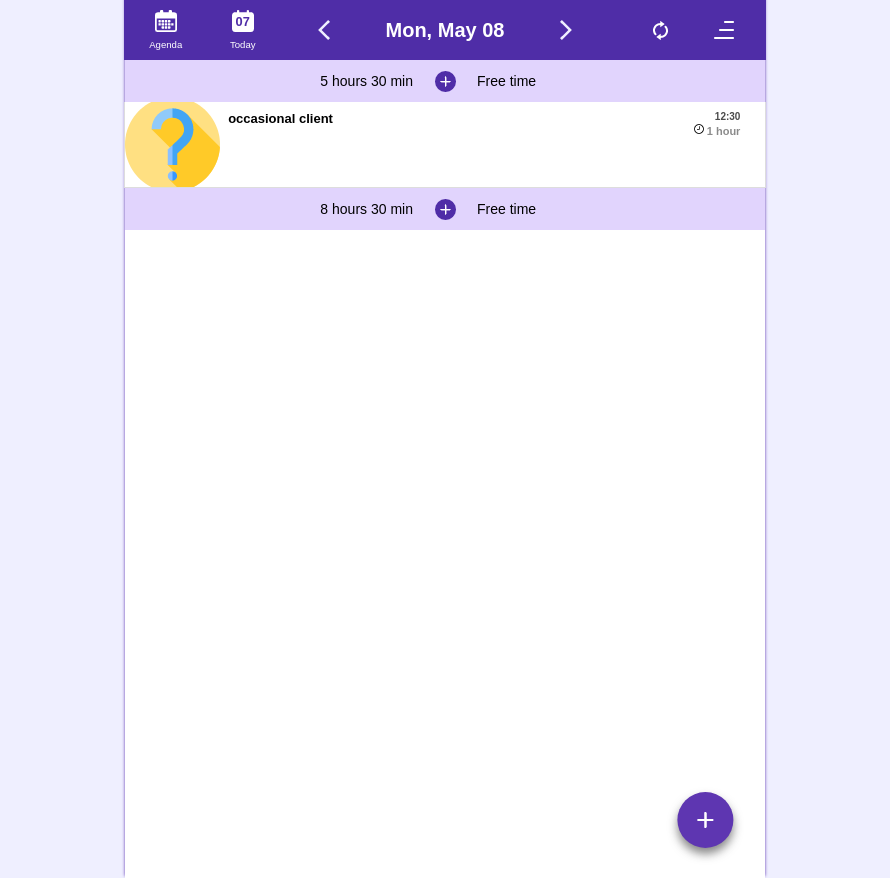 Agenda
07
Today
Mon, May 08
5 hours 30 min
Free time
occasional client
12:30
1 hour
8 hours 30 min
Free time